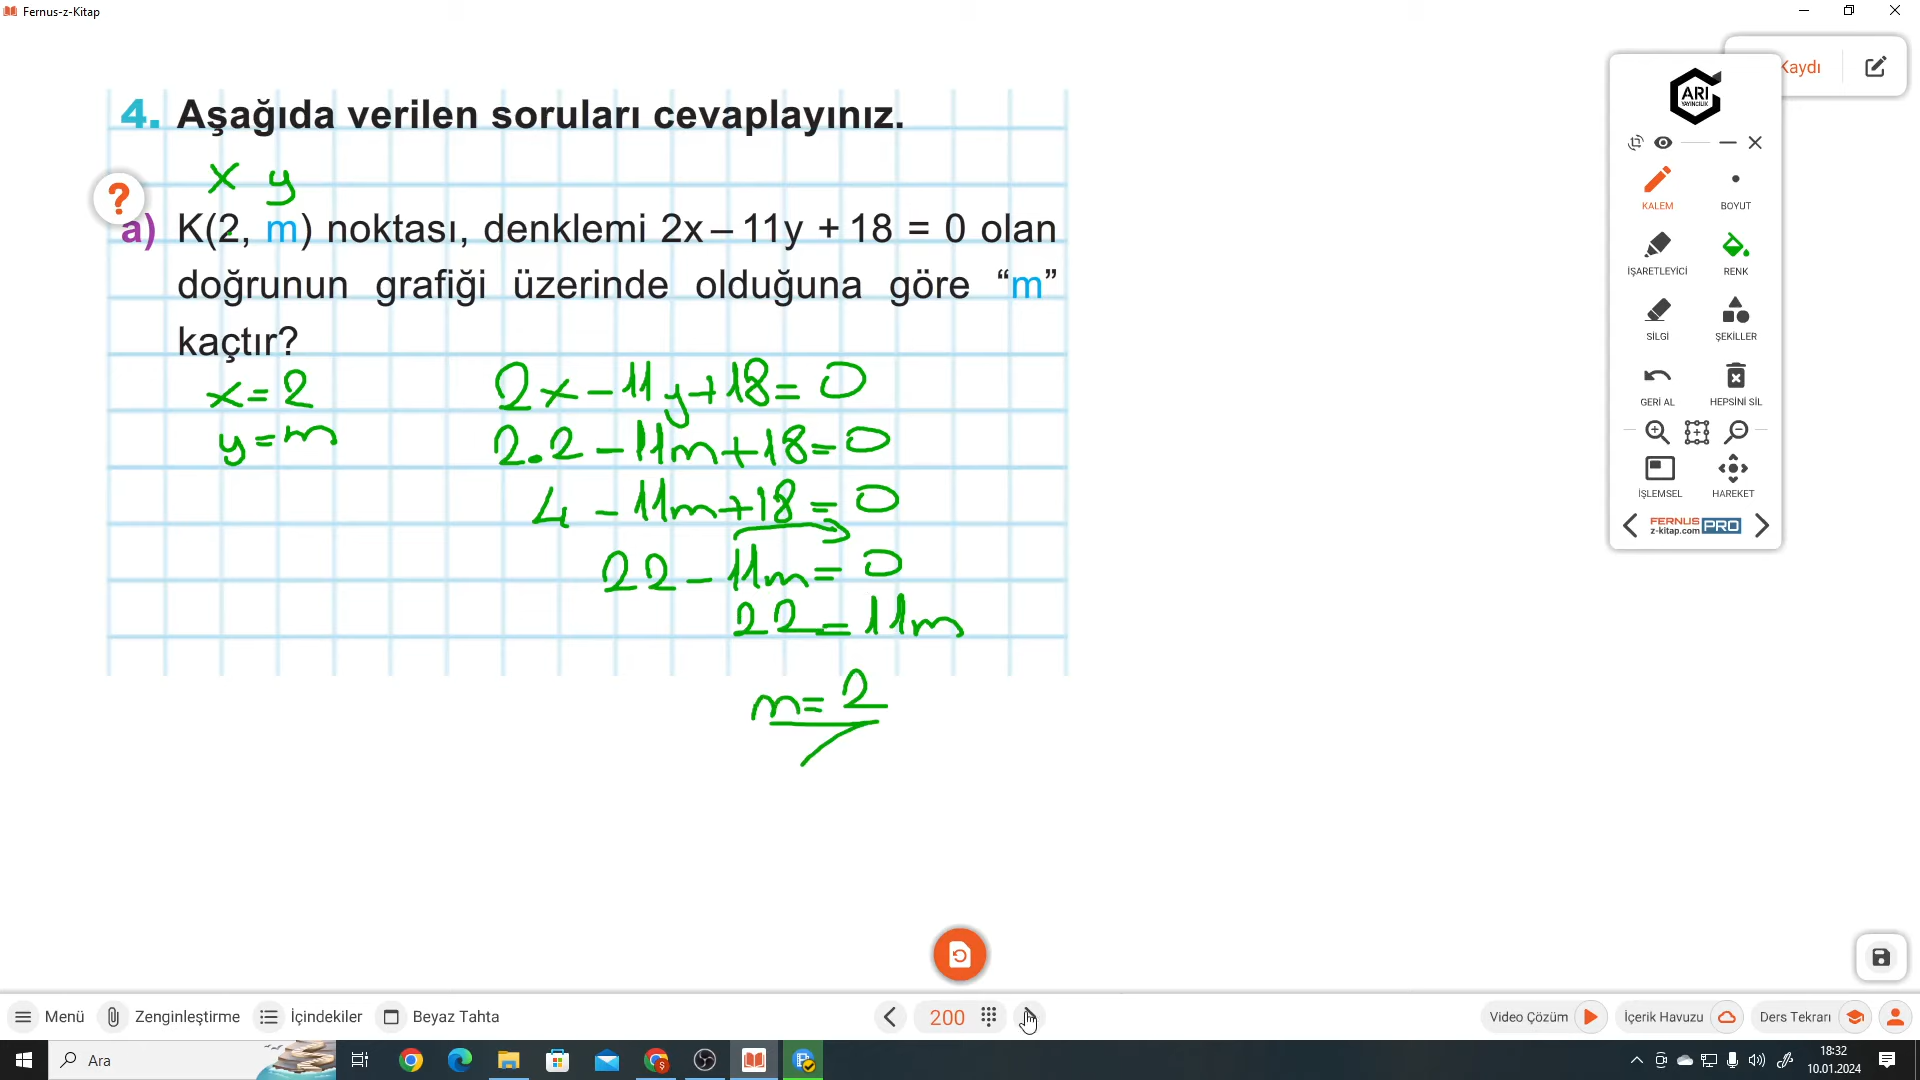 Fernus-z-Kitap
Kaydı
4. Aşağıda verilen soruları cevaplayınız.
x y
?
a) K(2, m) noktası, denklemi 2x – 11y + 18 = 0 olan
doğrunun grafiği üzerinde olduğuna göre “m”
kaçtır?
x = 2
y = m
2x - 11y + 18 = 0
2.2 - 11m + 18 = 0
4 - 11m + 18 = 0
22 - 11m = 0
22 = 11m
m = 2
ARI
YAYINCILIK
KALEM
BOYUT
İŞARETLEYİCİ
RENK
SİLGİ
ŞEKİLLER
GERİ AL
HEPSİNİ SİL
İŞLEMSEL
HAREKET
FERNUS
z-kitap.com PRO
Menü
Zenginleştirme
İçindekiler
Beyaz Tahta
200
Video Çözüm
İçerik Havuzu
Ders Tekrarı
Ara
18:32
10.01.2024